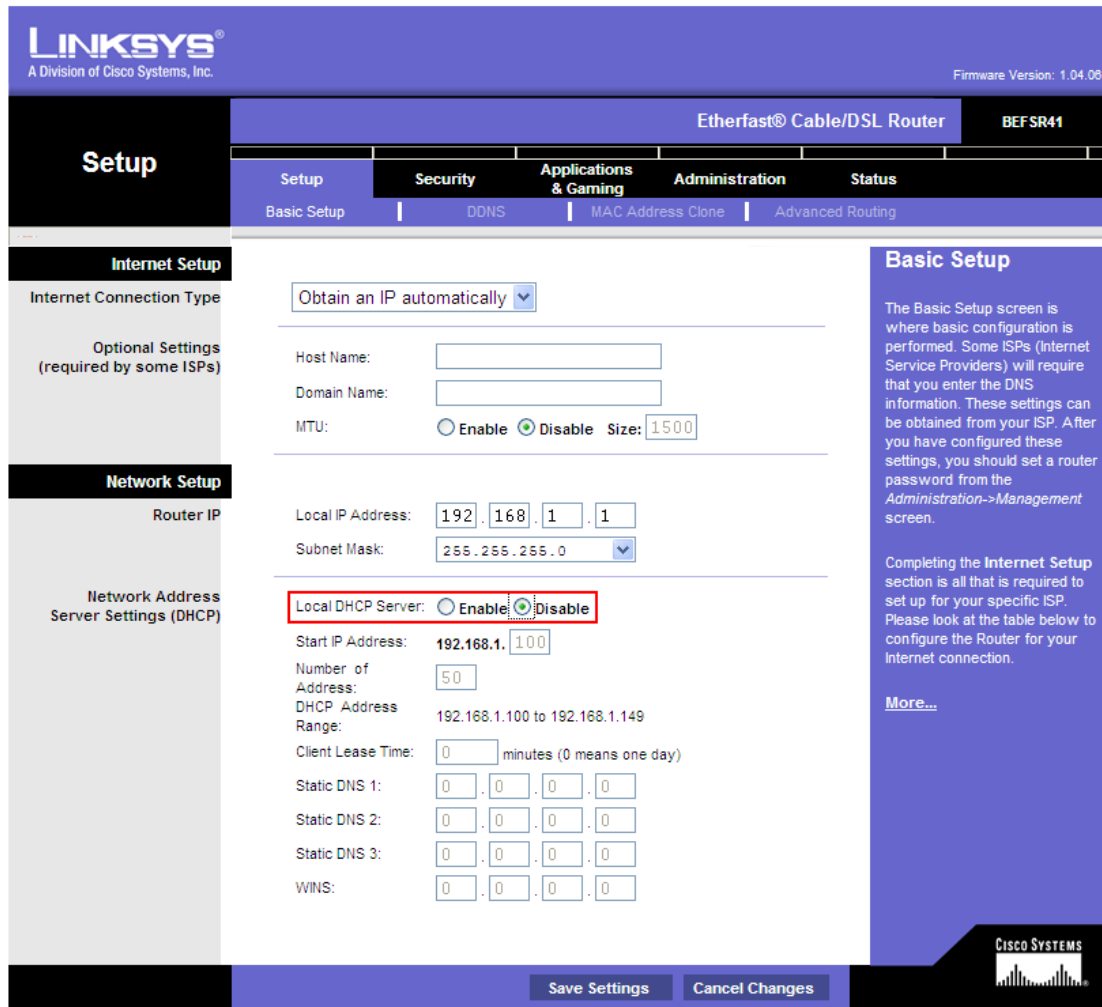 LINKSYS®
A Division of Cisco Systems, Inc.
Firmware Version: 1.04.06
Etherfast® Cable/DSL Router
BEFSR41
Setup
Setup
Security
Applications
& Gaming
Administration
Status
Basic Setup
DDNS
MAC Address Clone
Advanced Routing
Internet Setup
Internet Connection Type
Obtain an IP automatically
Optional Settings
(required by some ISPs)
Host Name:
Domain Name:
MTU: Enable Disable Size: 1500
Network Setup
Router IP
Local IP Address: 192 . 168 . 1 . 1
Subnet Mask: 255.255.255.0
Network Address
Server Settings (DHCP)
Local DHCP Server: Enable Disable
Start IP Address: 192.168.1. 100
Number of
Address: 50
DHCP Address
Range: 192.168.1.100 to 192.168.1.149
Client Lease Time: 0 minutes (0 means one day)
Static DNS 1: 0 . 0 . 0 . 0
Static DNS 2: 0 . 0 . 0 . 0
Static DNS 3: 0 . 0 . 0 . 0
WINS: 0 . 0 . 0 . 0
Basic Setup
The Basic Setup screen is
where basic configuration is
performed. Some ISPs (Internet
Service Providers) will require
that you enter the DNS
information. These settings can
be obtained from your ISP. After
you have configured these
settings, you should set a router
password from the
Administration->Management
screen.
Completing the Internet Setup
section is all that is required to
set up for your specific ISP.
Please look at the table below to
configure the Router for your
Internet connection.
More...
Save Settings
Cancel Changes
CISCO SYSTEMS
®